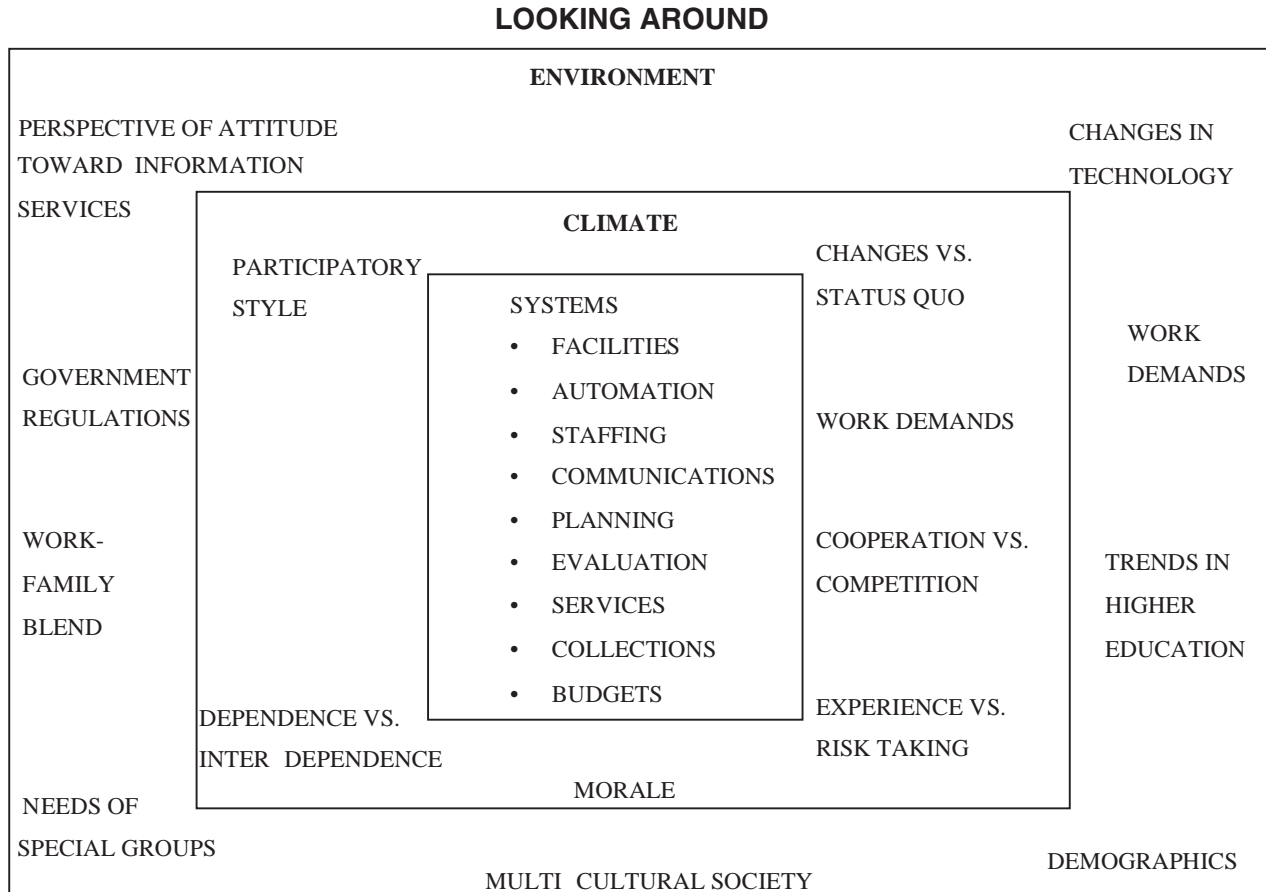 LOOKING AROUND
ENVIRONMENT
PERSPECTIVE OF ATTITUDE
TOWARD INFORMATION
SERVICES
CHANGES IN
TECHNOLOGY
CLIMATE
PARTICIPATORY
STYLE
CHANGES VS.
STATUS QUO
SYSTEMS
• FACILITIES
• AUTOMATION
• STAFFING
• COMMUNICATIONS
• PLANNING
• EVALUATION
• SERVICES
• COLLECTIONS
• BUDGETS
WORK
DEMANDS
GOVERNMENT
REGULATIONS
WORK DEMANDS
WORK-
FAMILY
BLEND
COOPERATION VS.
COMPETITION
TRENDS IN
HIGHER
EDUCATION
DEPENDENCE VS.
INTER DEPENDENCE
EXPERIENCE VS.
RISK TAKING
MORALE
NEEDS OF
SPECIAL GROUPS
MULTI CULTURAL SOCIETY
DEMOGRAPHICS